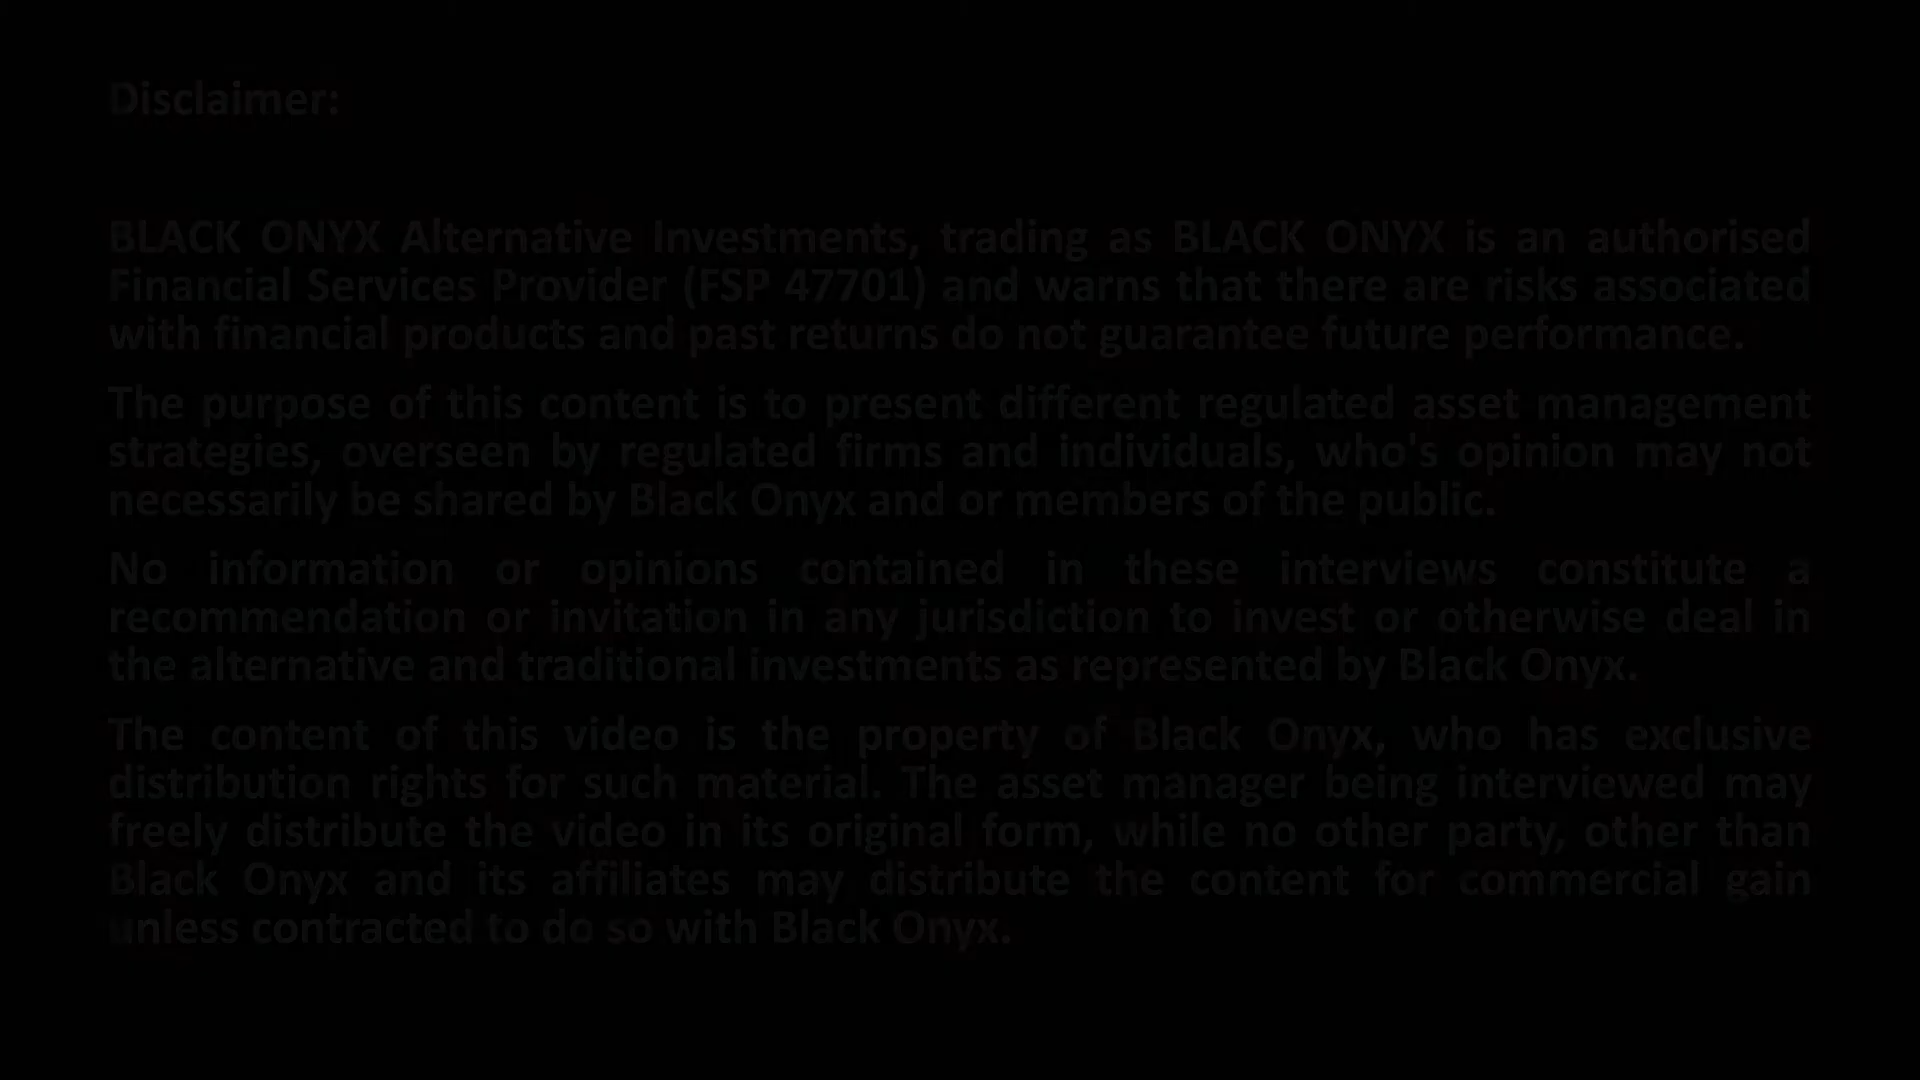 Disclaimer:
BLACK ONYX Alternative Investments, trading as BLACK ONYX is an authorised
Financial Services Provider (FSP 47701) and warns that there are risks associated
with financial products and past returns do not guarantee future performance.
The purpose of this content is to present different regulated asset management
strategies, overseen by regulated firms and individuals, who's opinion may not
necessarily be shared by Black Onyx and or members of the public.
No information or opinions contained in these interviews constitute a
recommendation or invitation in any jurisdiction to invest or otherwise deal in
the alternative and traditional investments as represented by Black Onyx.
The content of this video is the property of Black Onyx, who has exclusive
distribution rights for such material. The asset manager being interviewed may
freely distribute the video in its original form, while no other party, other than
Black Onyx and its affiliates may distribute the content for commercial gain
unless contracted to do so with Black Onyx.